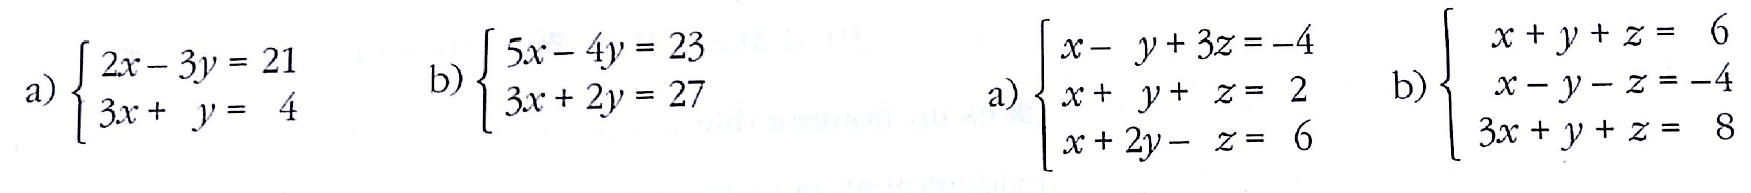 a) { 2x – 3y = 21
3x + y = 4
b) { 5x – 4y = 23
3x + 2y = 27
a) { x – y + 3z = –4
x + y + z = 2
x + 2y – z = 6
b) { x + y + z = 6
x – y – z = –4
3x + y + z = 8